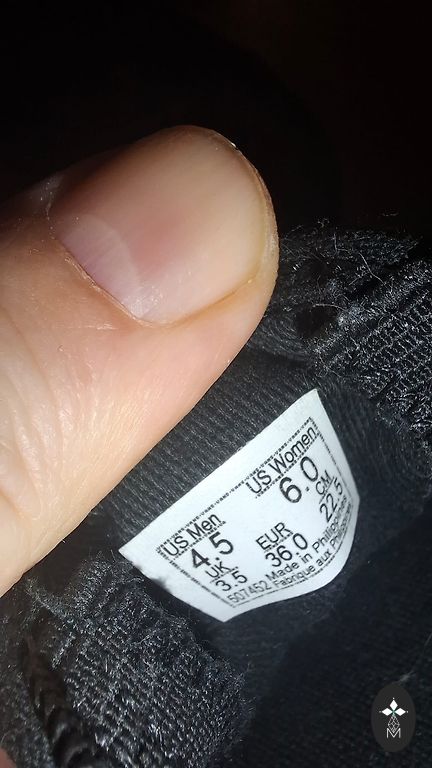 US Men US Women
4.5 6.0
UK EUR CM
3.5 36.0 22.5
507452 Made in Philippines
Fabrique aux Philippines
M